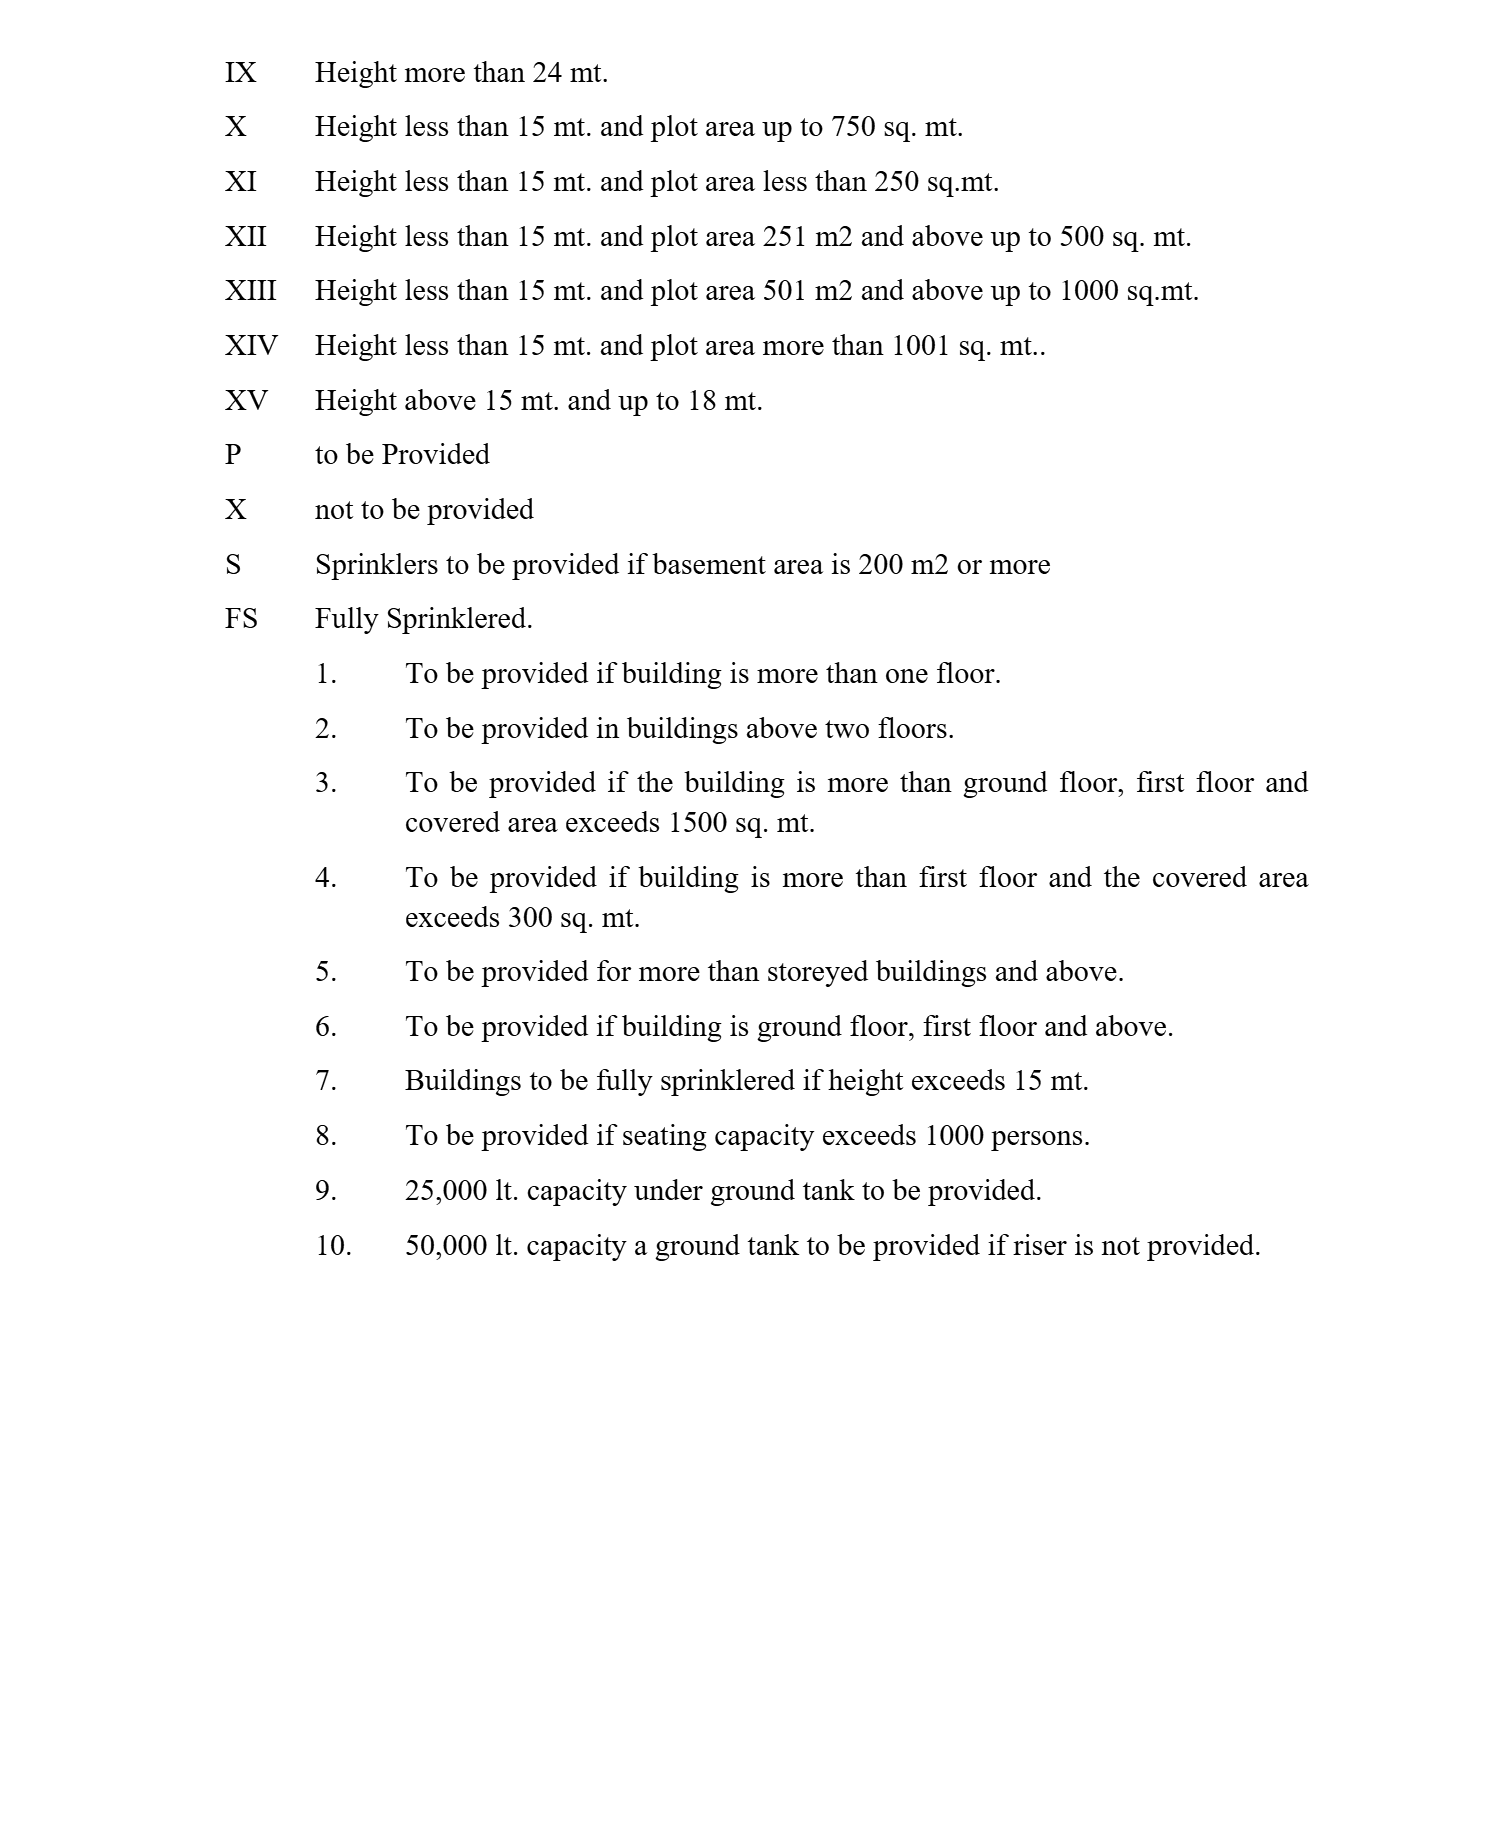 IX Height more than 24 mt.
X Height less than 15 mt. and plot area up to 750 sq. mt.
XI Height less than 15 mt. and plot area less than 250 sq.mt.
XII Height less than 15 mt. and plot area 251 m2 and above up to 500 sq. mt.
XIII Height less than 15 mt. and plot area 501 m2 and above up to 1000 sq.mt.
XIV Height less than 15 mt. and plot area more than 1001 sq. mt..
XV Height above 15 mt. and up to 18 mt.
P to be Provided
X not to be provided
S Sprinklers to be provided if basement area is 200 m2 or more
FS Fully Sprinklered.
1. To be provided if building is more than one floor.
2. To be provided in buildings above two floors.
3. To be provided if the building is more than ground floor, first floor and
covered area exceeds 1500 sq. mt.
4. To be provided if building is more than first floor and the covered area
exceeds 300 sq. mt.
5. To be provided for more than storeyed buildings and above.
6. To be provided if building is ground floor, first floor and above.
7. Buildings to be fully sprinklered if height exceeds 15 mt.
8. To be provided if seating capacity exceeds 1000 persons.
9. 25,000 lt. capacity under ground tank to be provided.
10. 50,000 lt. capacity a ground tank to be provided if riser is not provided.